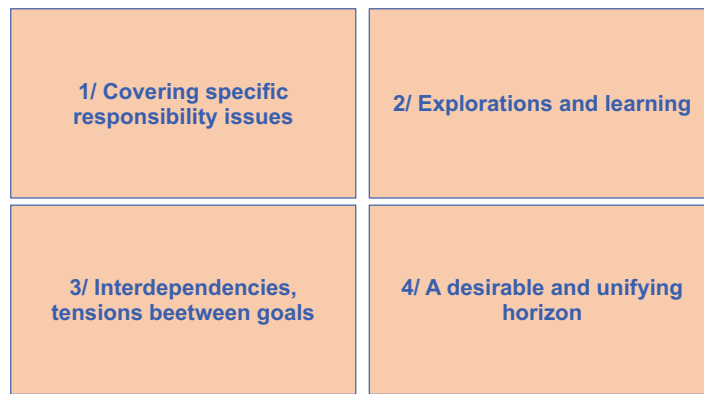 1/ Covering specific
responsibility issues
2/ Explorations and learning
3/ Interdependencies,
tensions beetween goals
4/ A desirable and unifying
horizon